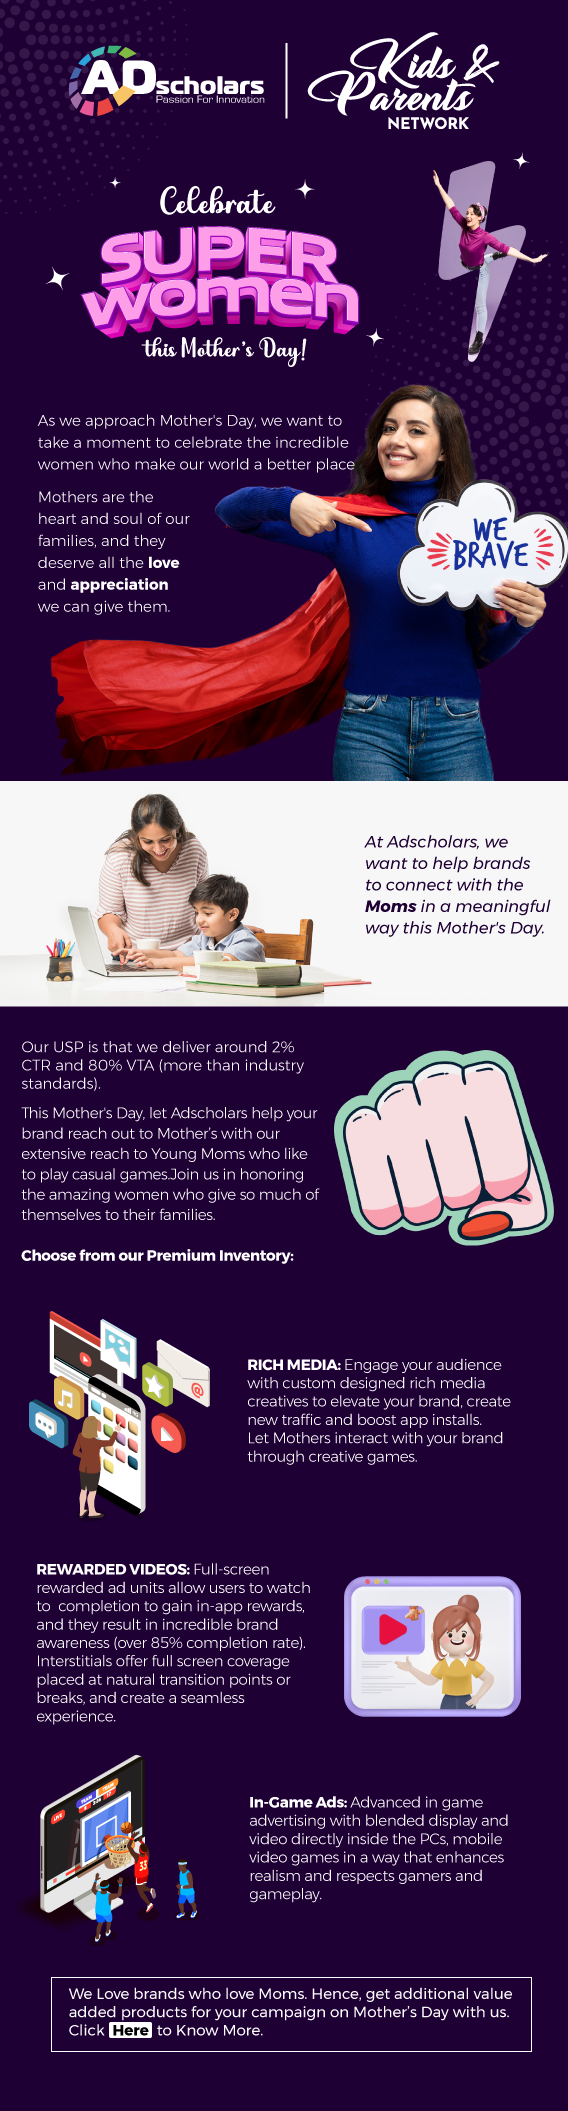 ADscholars
Passion For Innovation
Kids &
Parents
NETWORK
Celebrate
SUPER
women
this Mother's Day!
As we approach Mother's Day, we want to
take a moment to celebrate the incredible
women who make our world a better place
Mothers are the
heart and soul of our
families, and they
deserve all the love
and appreciation
we can give them.
WE
BRAVE
At Adscholars, we
want to help brands
to connect with the
Moms in a meaningful
way this Mother's Day.
Our USP is that we deliver around 2%
CTR and 80% VTA (more than industry
standards).
This Mother's Day, let Adscholars help your
brand reach out to Mother's with our
extensive reach to Young Moms who like
to play casual games.Join us in honoring
the amazing women who give so much of
themselves to their families.
Choose from our Premium Inventory:
RICH MEDIA: Engage your audience
with custom designed rich media
creatives to elevate your brand, create
new traffic and boost app installs.
Let Mothers interact with your brand
through creative games.
REWARDED VIDEOS: Full-screen
rewarded ad units allow users to watch
to completion to gain in-app rewards,
and they result in incredible brand
awareness (over 85% completion rate).
Interstitials offer full screen coverage
placed at natural transition points or
breaks, and create a seamless
experience.
LIVE
TEAM
TEAM
33
In-Game Ads: Advanced in game
advertising with blended display and
video directly inside the PCs, mobile
video games in a way that enhances
realism and respects gamers and
gameplay.
We Love brands who love Moms. Hence, get additional value
added products for your campaign on Mother's Day with us.
Click Here to Know More.